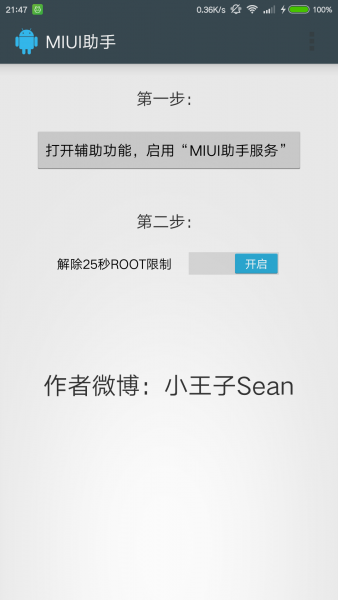 21:47 0.36K/s 100%
MIUI助手
第一步：
打开辅助功能，启用“MIUI助手服务”
第二步：
解除25秒ROOT限制 开启
作者微博：小王子Sean